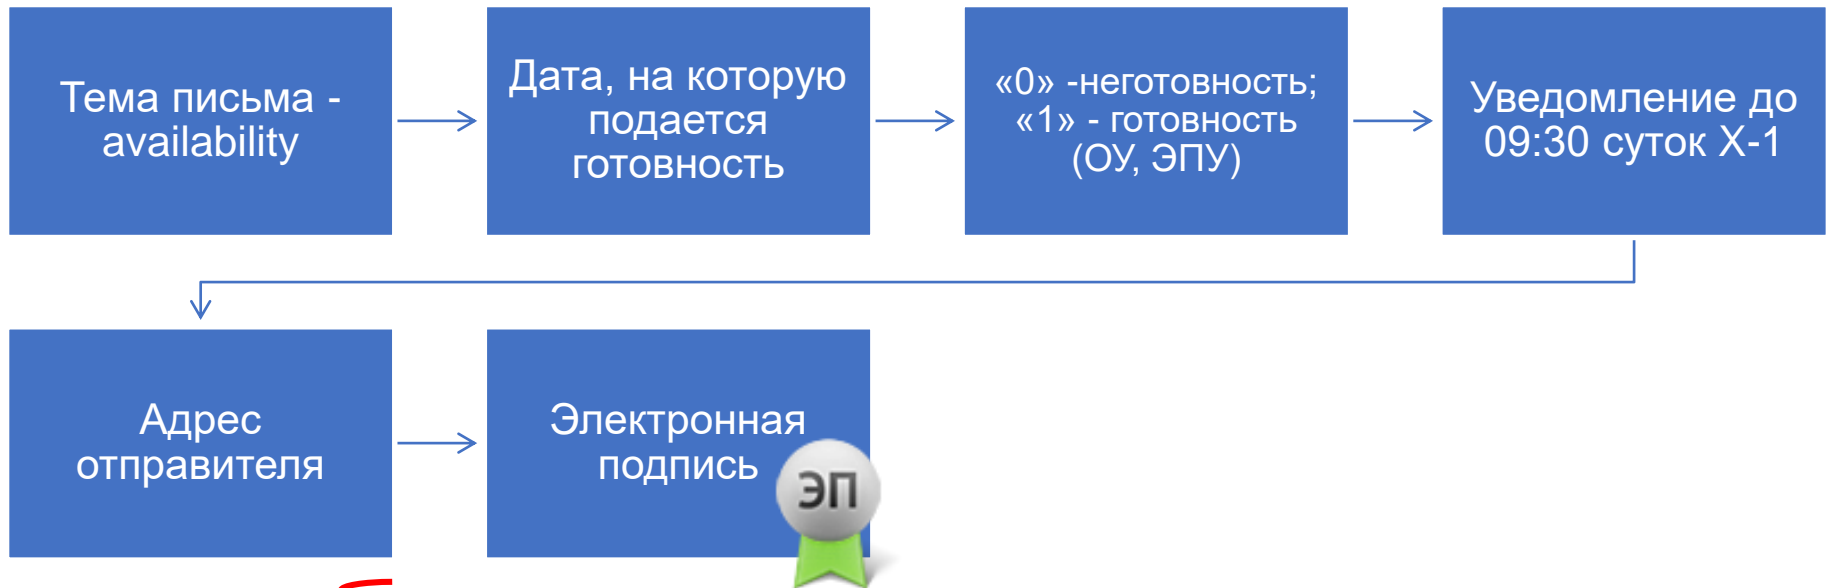 Тема письма -
availability
Дата, на которую
подается
готовность
«0» -неготовность;
«1» - готовность
(ОУ, ЭПУ)
Уведомление до
09:30 суток X-1
Адрес
отправителя
Электронная
подпись
ЭП